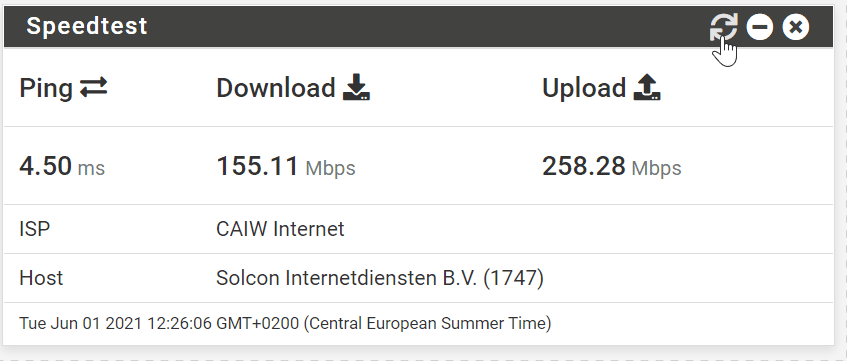 Speedtest
Ping Download Upload
4.50 ms 155.11 Mbps 258.28 Mbps
ISP CAIW Internet
Host Solcon Internetdiensten B.V. (1747)
Tue Jun 01 2021 12:26:06 GMT+0200 (Central European Summer Time)